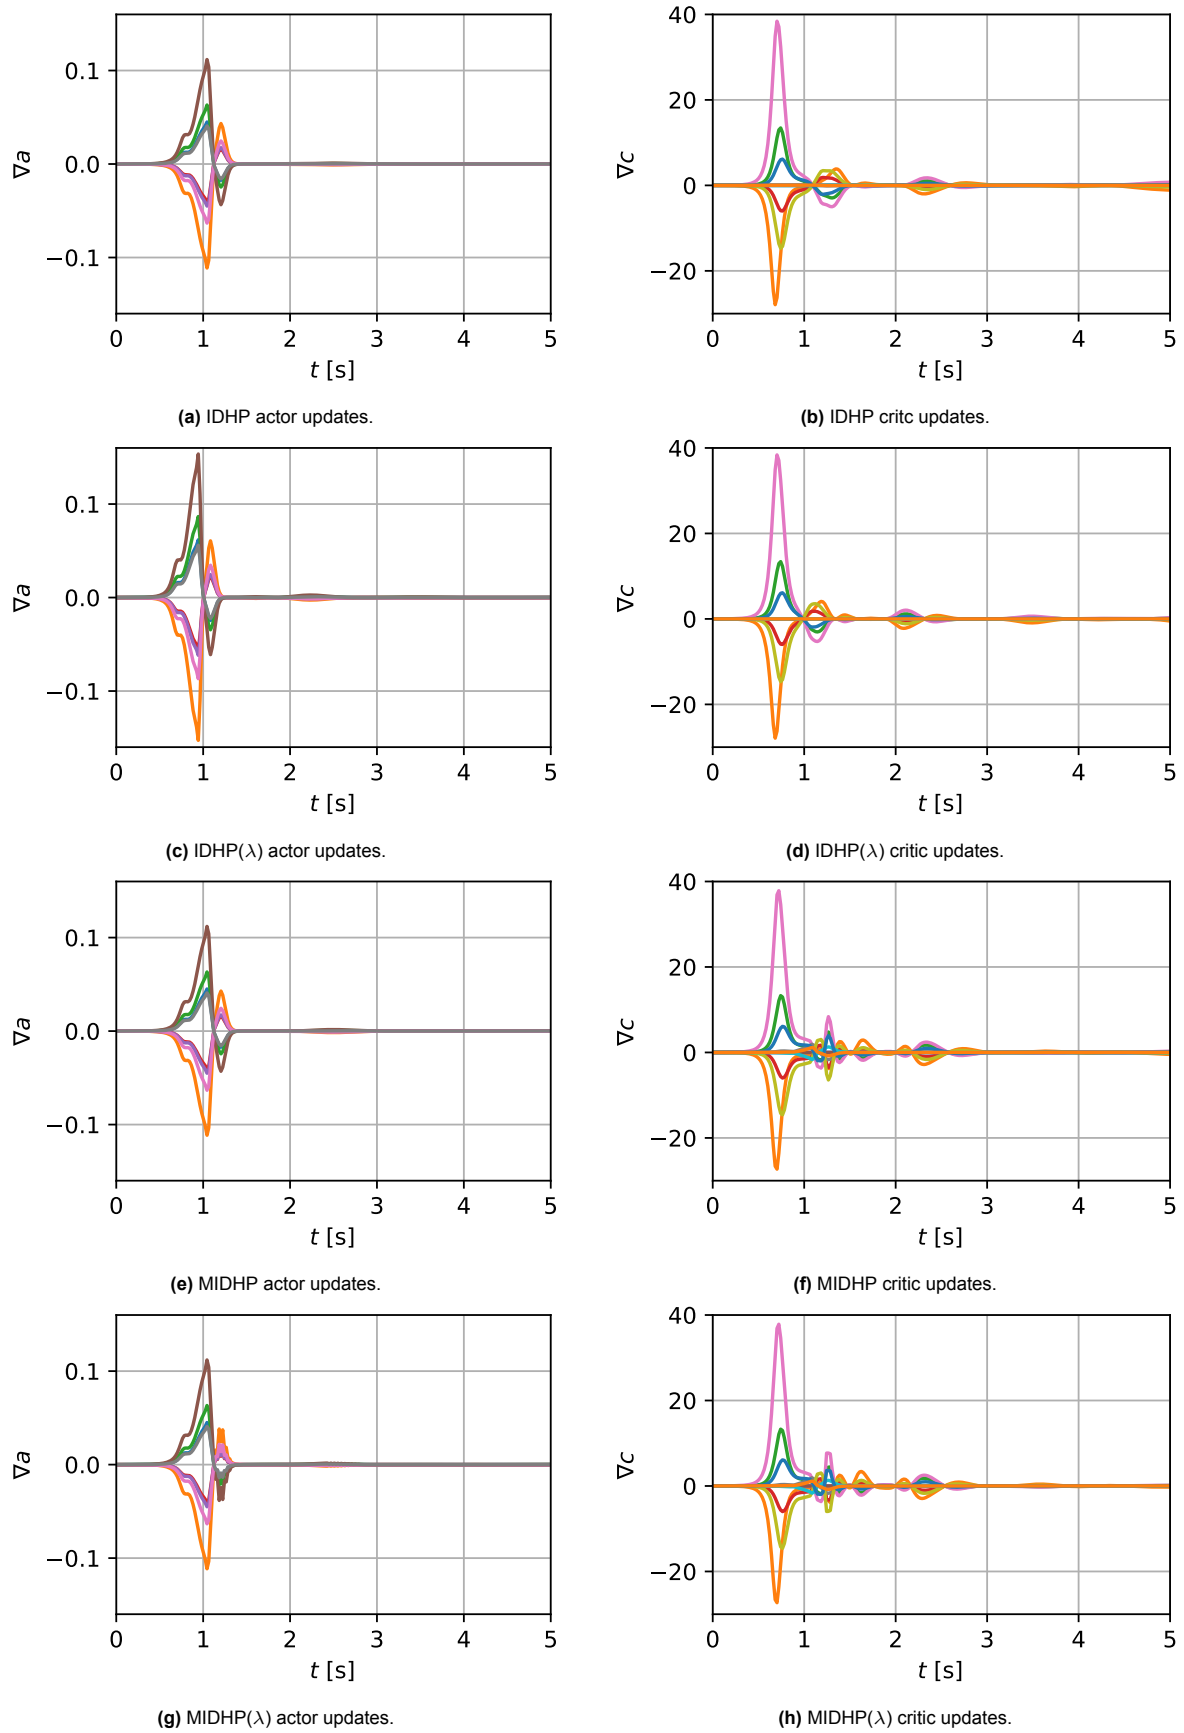 0.1
0.0
−0.1
∇a
0 1 2 3 4 5
t [s]
40
20
0
−20
∇c
0 1 2 3 4 5
t [s]
(a) IDHP actor updates.
(b) IDHP critc updates.
0.1
0.0
−0.1
∇a
0 1 2 3 4 5
t [s]
40
20
0
−20
∇c
0 1 2 3 4 5
t [s]
(c) IDHP(λ) actor updates.
(d) IDHP(λ) critic updates.
0.1
0.0
−0.1
∇a
0 1 2 3 4 5
t [s]
40
20
0
−20
∇c
0 1 2 3 4 5
t [s]
(e) MIDHP actor updates.
(f) MIDHP critic updates.
0.1
0.0
−0.1
∇a
0 1 2 3 4 5
t [s]
40
20
0
−20
∇c
0 1 2 3 4 5
t [s]
(g) MIDHP(λ) actor updates.
(h) MIDHP(λ) critic updates.